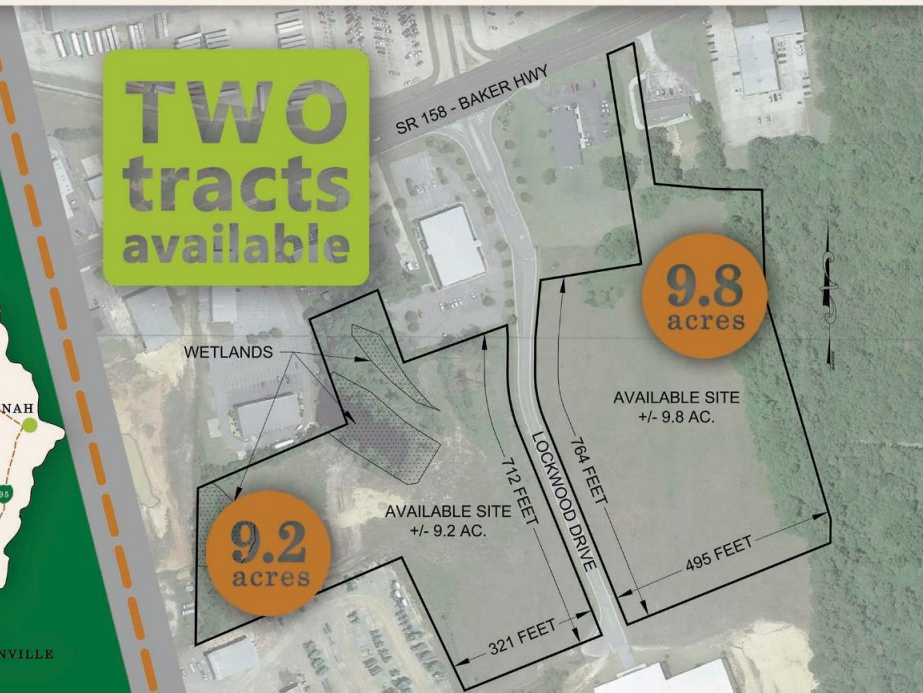 TWO
tracts
available
SR 158 - BAKER HWY
9.8
acres
WETLANDS
AVAILABLE SITE
+/- 9.8 AC.
NAH
95
712 FEET
LOCKWOOD DRIVE
764 FEET
AVAILABLE SITE
+/- 9.2 AC.
9.2
acres
495 FEET
321 FEET
NVILLE